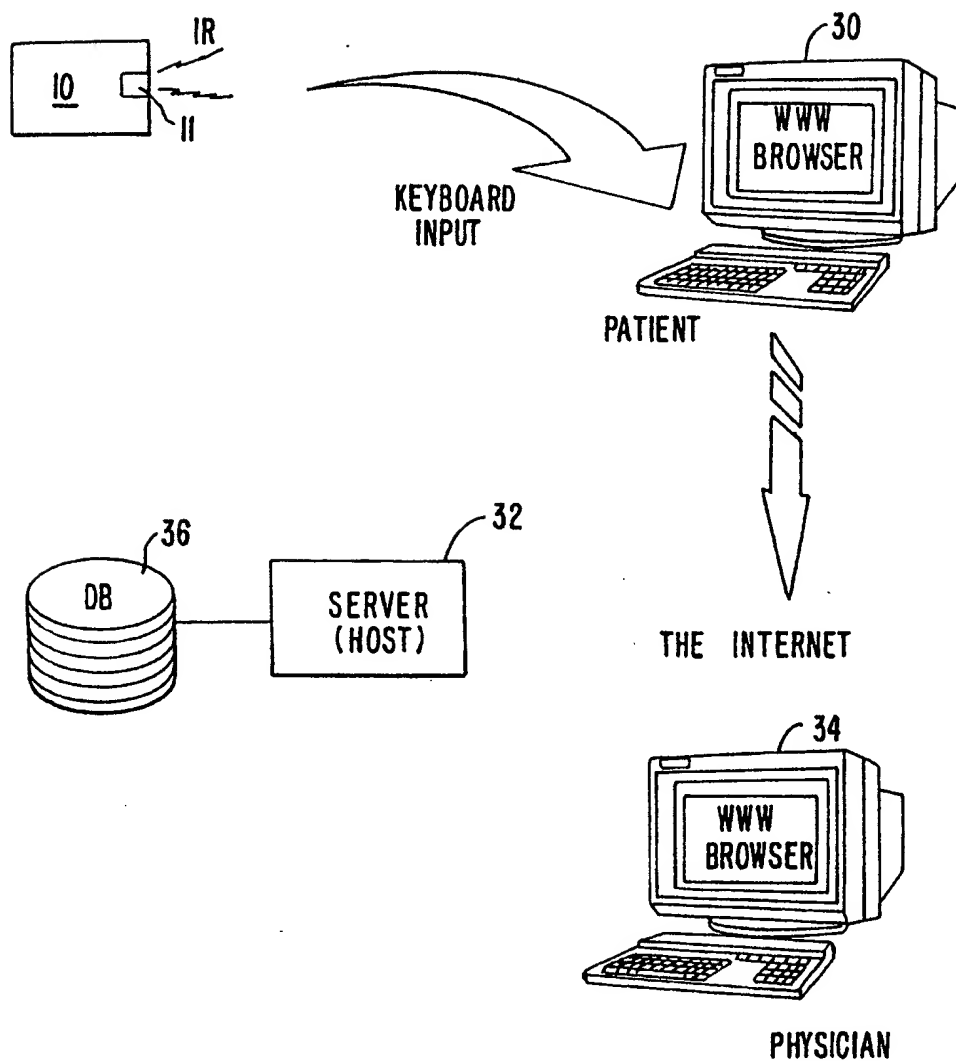 IR
10
11
30
WWW
BROWSER
KEYBOARD
INPUT
PATIENT
36
DB
32
SERVER
(HOST)
THE INTERNET
34
WWW
BROWSER
PHYSICIAN